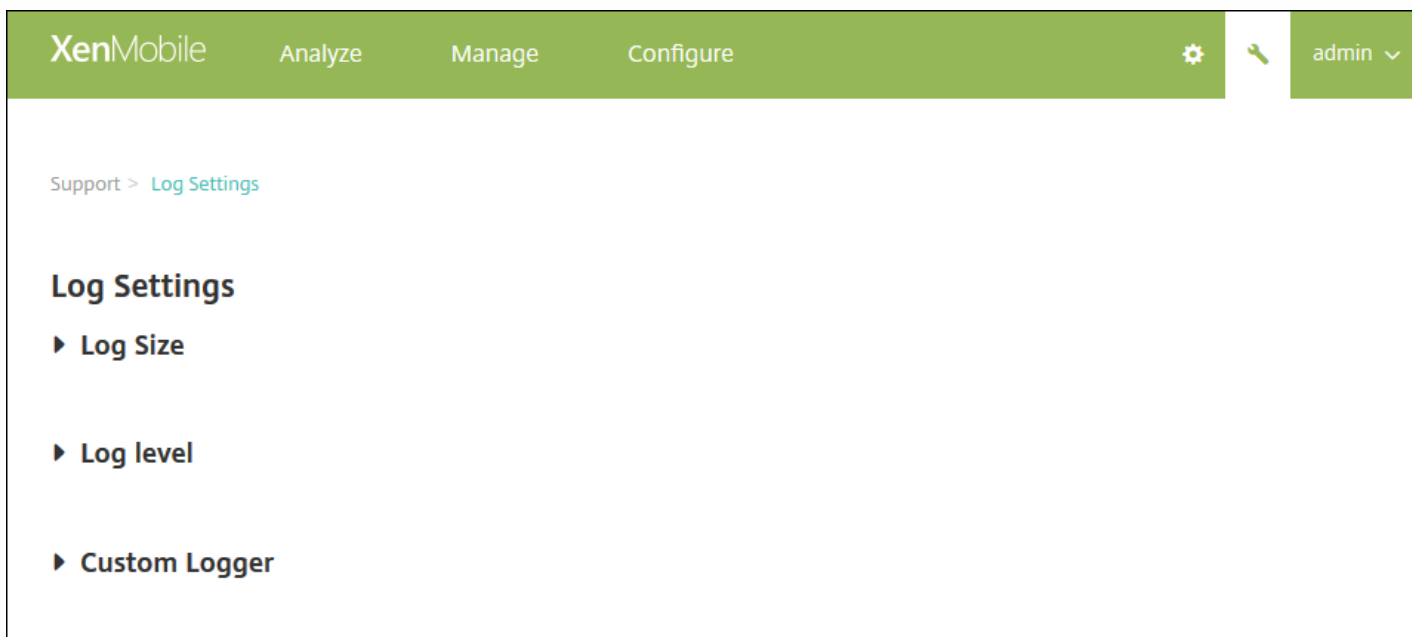 XenMobile Analyze Manage Configure admin
Support > Log Settings
Log Settings
Log Size
Log level
Custom Logger